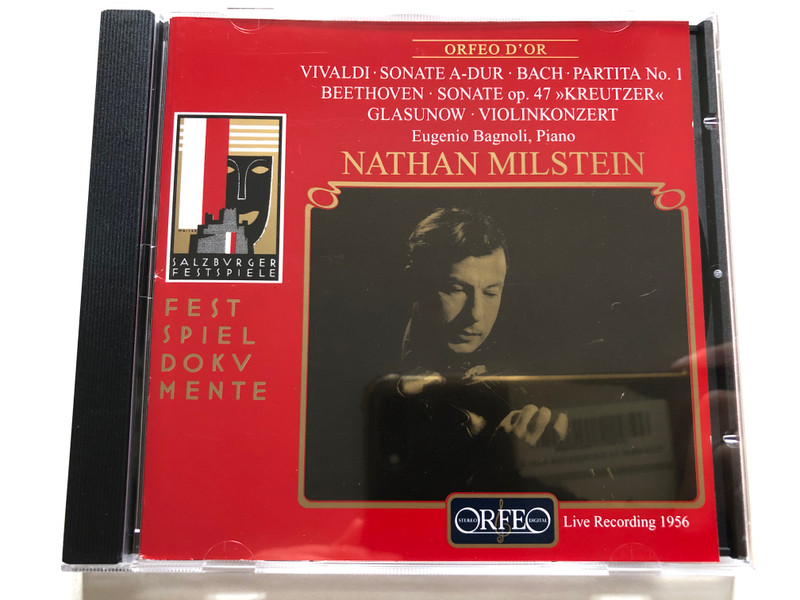 ORFEO D'OR
VIVALDI · SONATE A-DUR · BACH · PARTITA No. 1
BEETHOVEN · SONATE op. 47 »KREUTZER«
GLASUNOW · VIOLINKONZERT
Eugenio Bagnoli, Piano
NATHAN MILSTEIN
SALZBVRGER
FESTSPIELE
FEST
SPIEL
DOKV
MENTE
STEREO ORFEO DIGITAL
Live Recording 1956